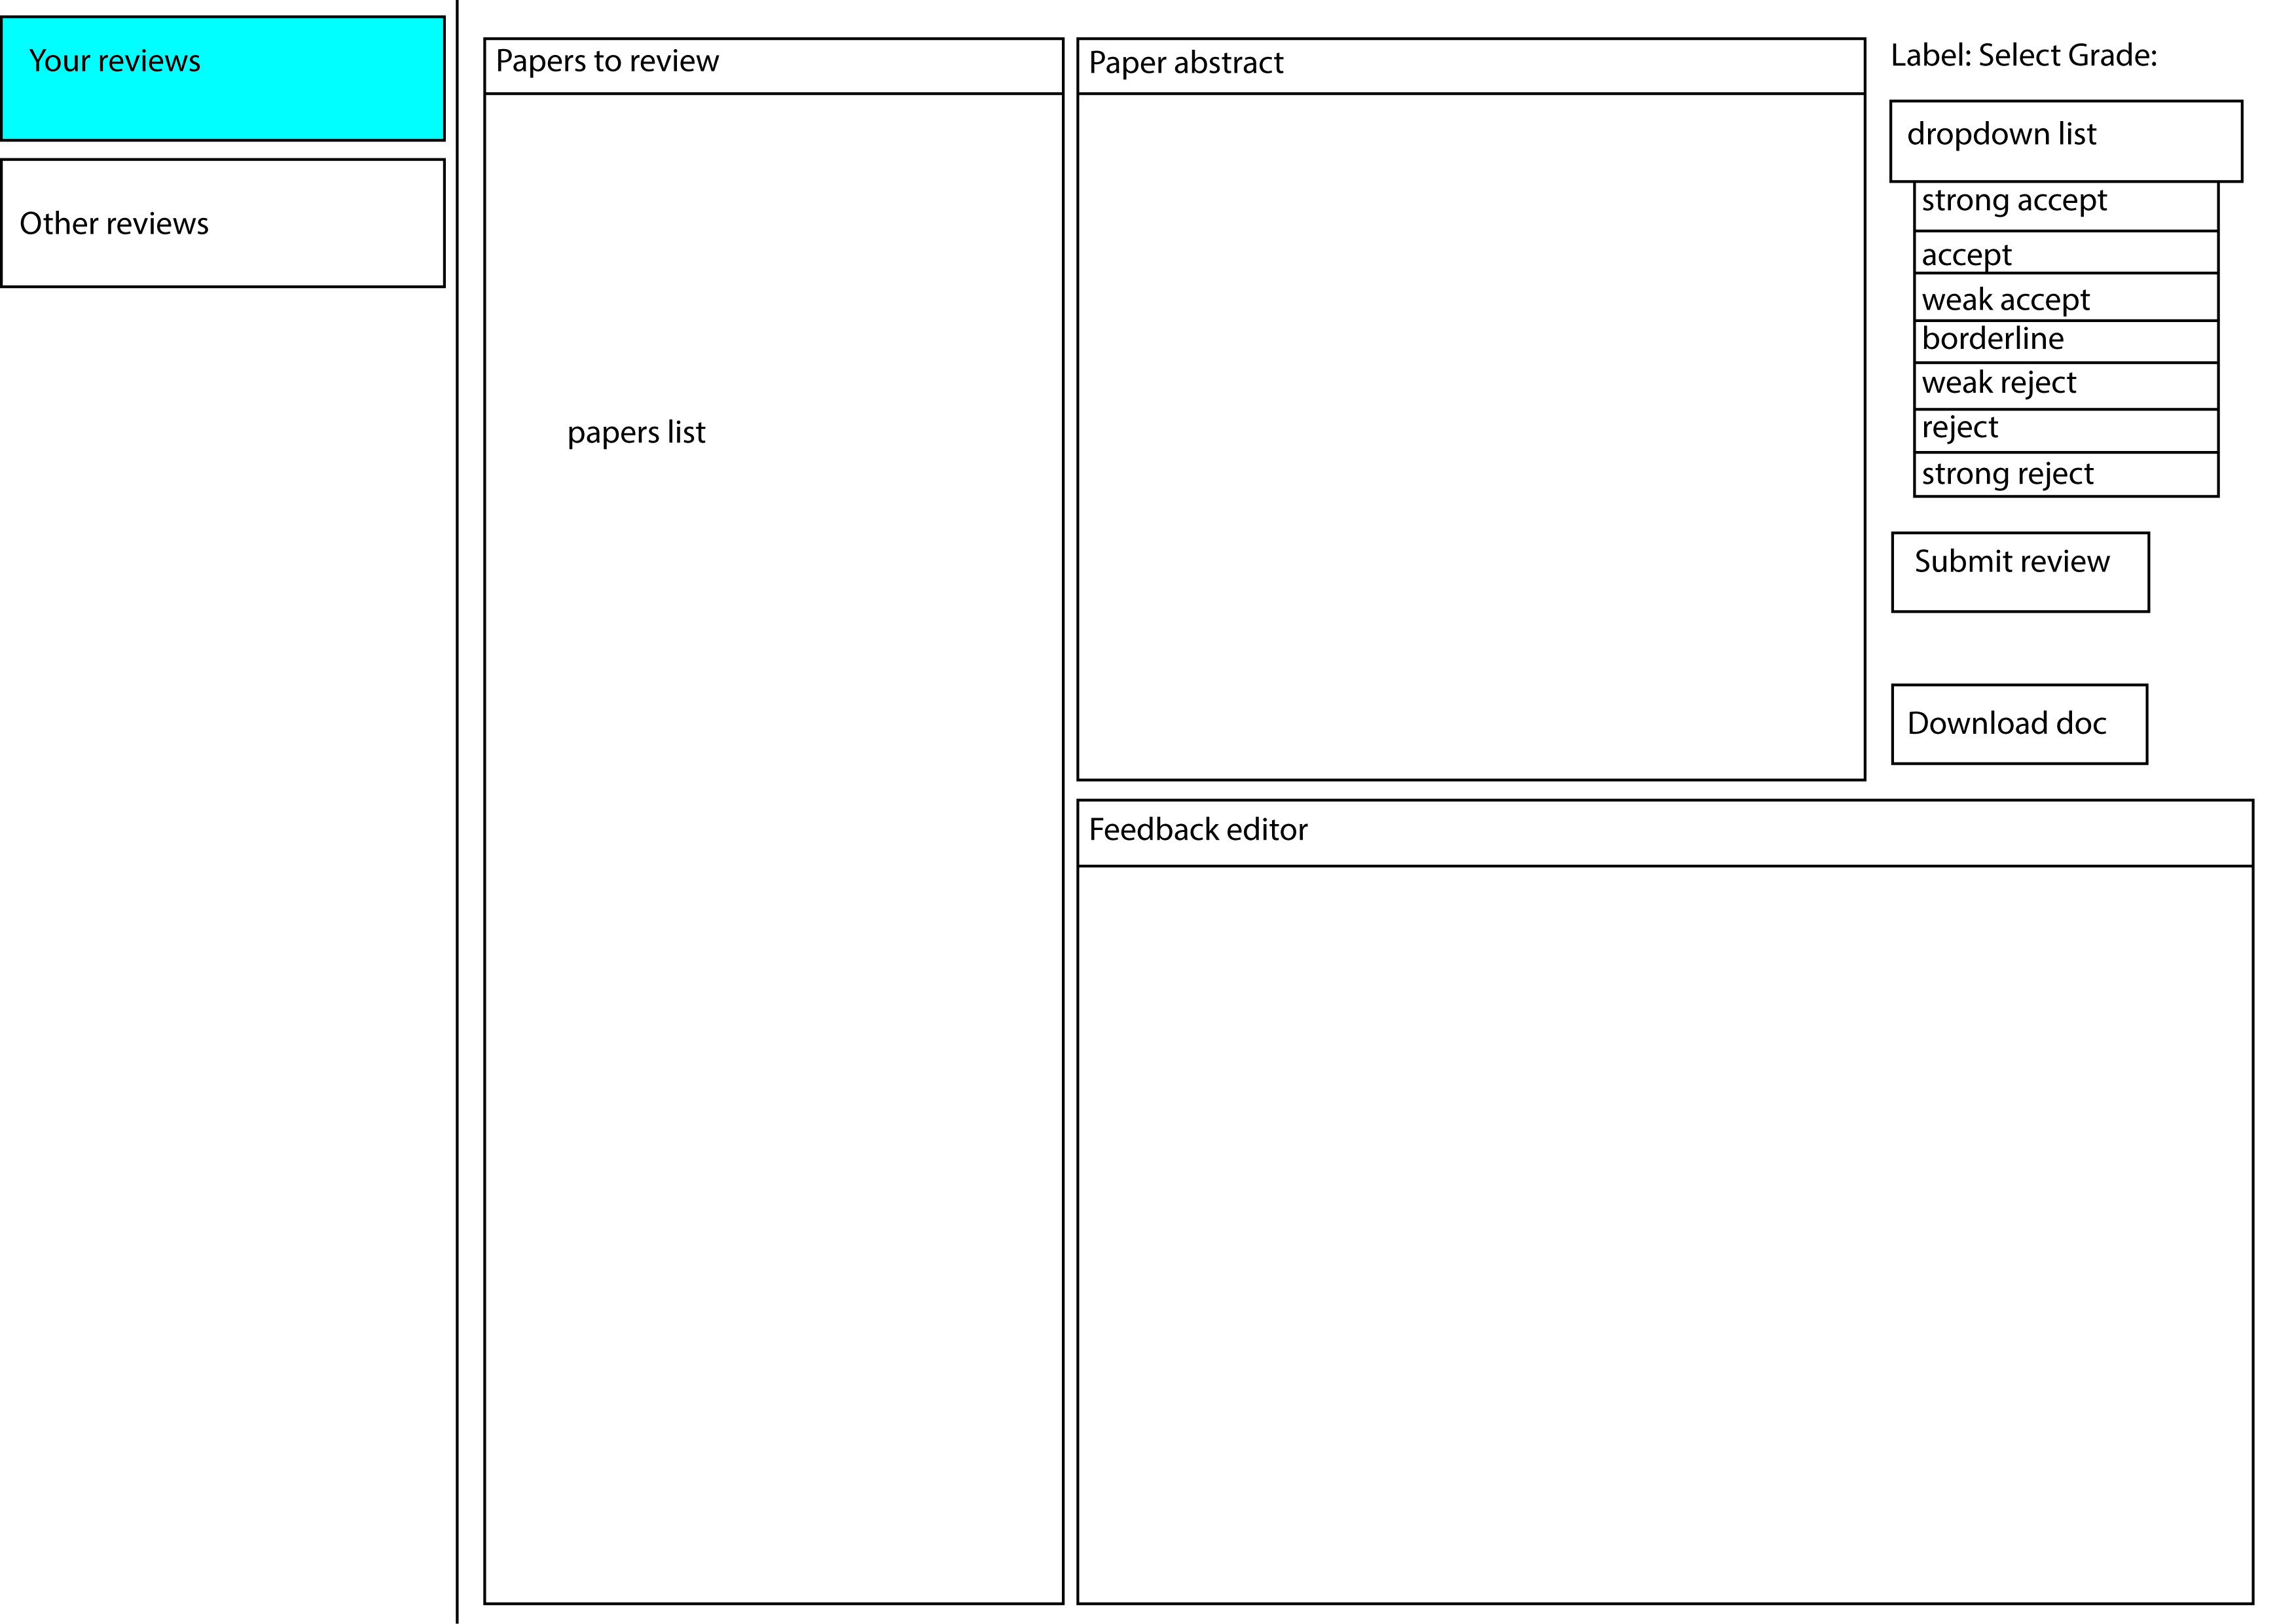 Your reviews
Other reviews
Papers to review
papers list
Paper abstract
Label: Select Grade:
dropdown list
strong accept
accept
weak accept
borderline
weak reject
reject
strong reject
Submit review
Download doc
Feedback editor